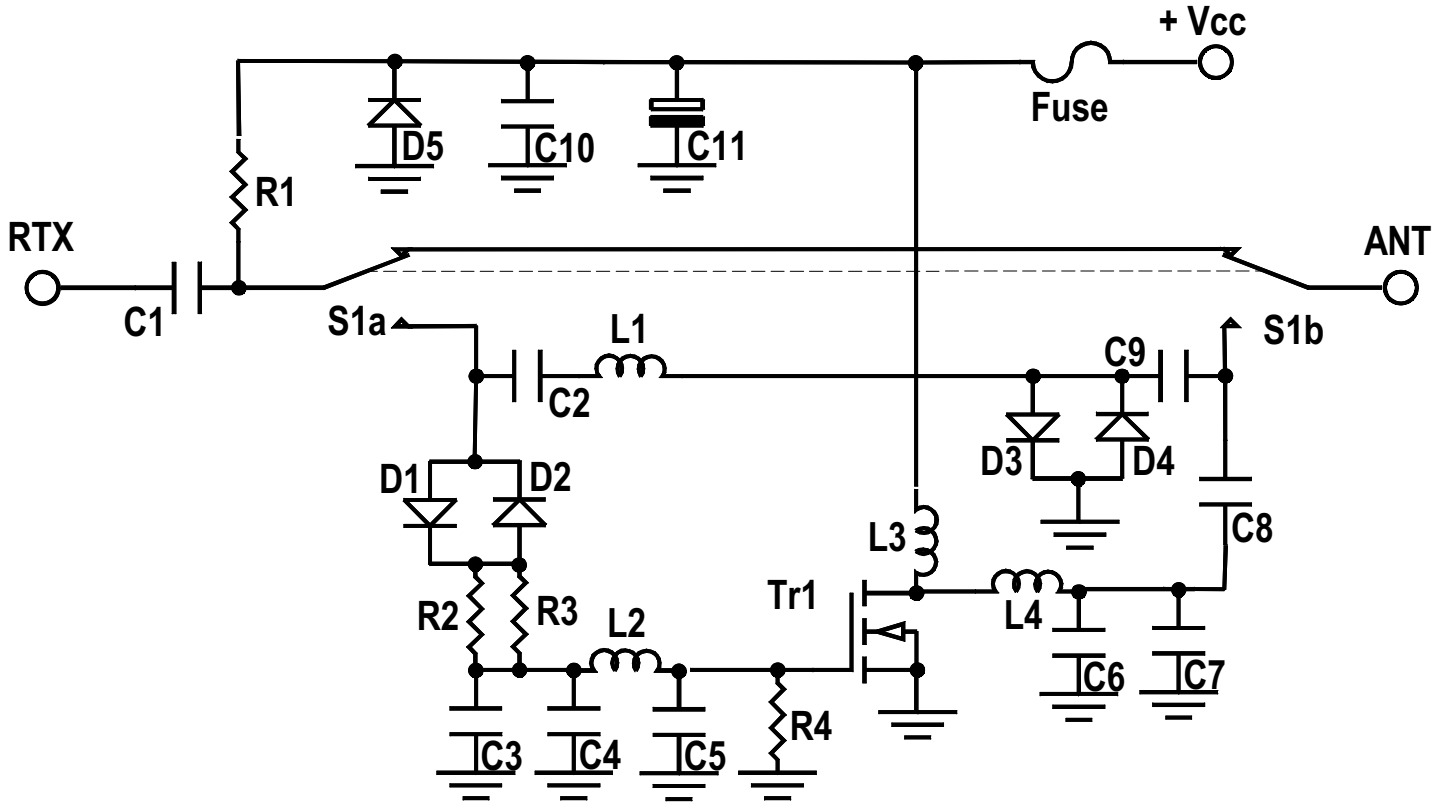 + Vcc
Fuse
D5
C10
C11
R1
RTX
ANT
C1
S1a
L1
C9
S1b
C2
D1
D2
D3
D4
C8
L3
Tr1
L4
R2
R3
L2
C6
C7
C3
C4
C5
R4